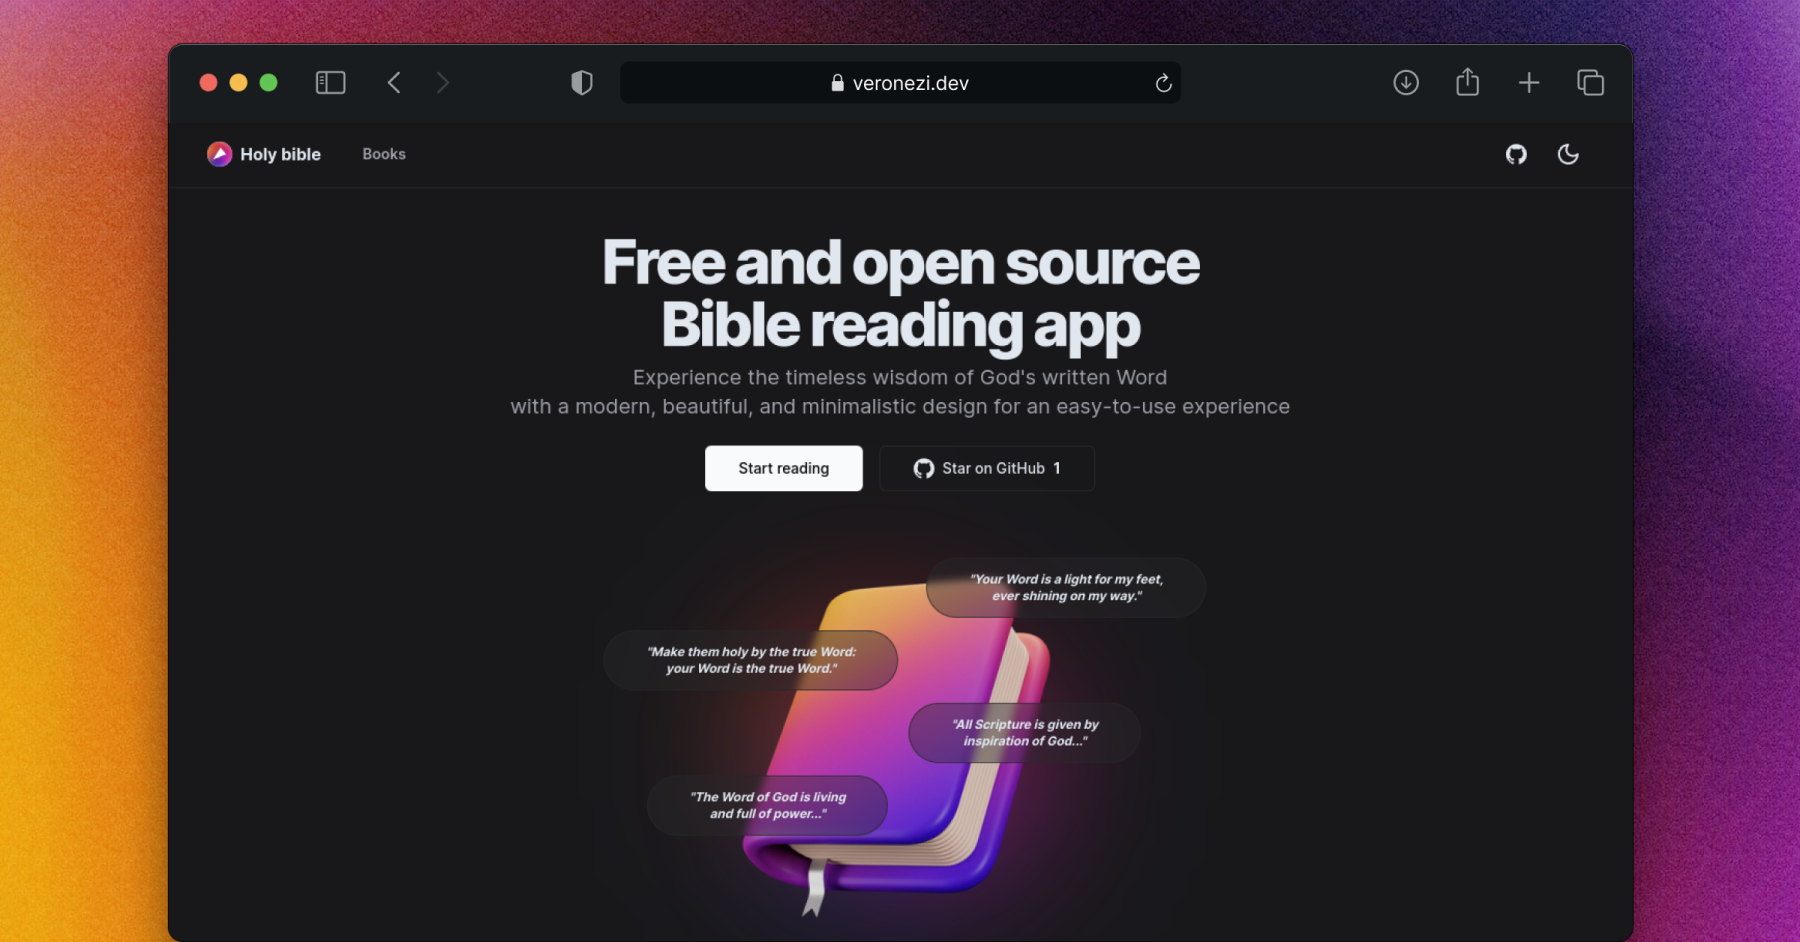 veronezi.dev
Holy bible
Books
Free and open source
Bible reading app
Experience the timeless wisdom of God's written Word
with a modern, beautiful, and minimalistic design for an easy-to-use experience
Start reading
Star on GitHub 1
"Your Word is a light for my feet,
ever shining on my way."
"Make them holy by the true Word:
your Word is the true Word."
"All Scripture is given by
inspiration of God..."
"The Word of God is living
and full of power..."